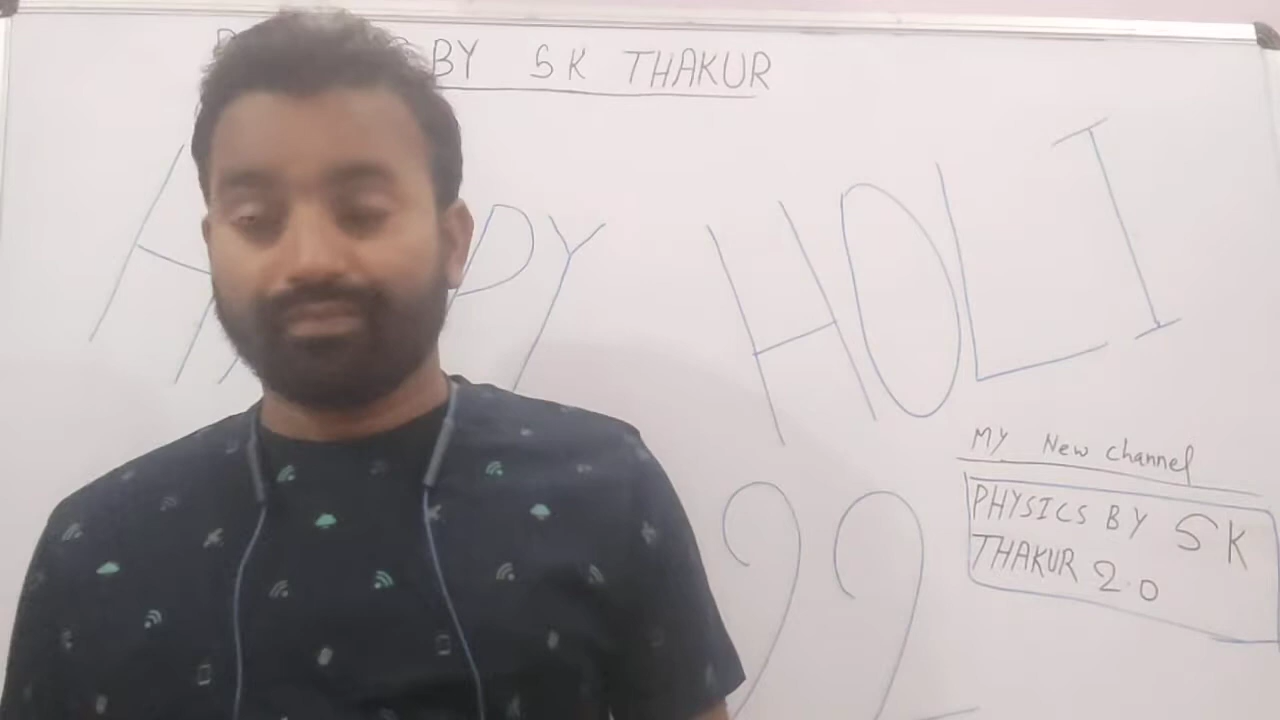 BY SK THAKUR
HOLI
22
MY New channel
PHYSICS BY SK
THAKUR 2.0